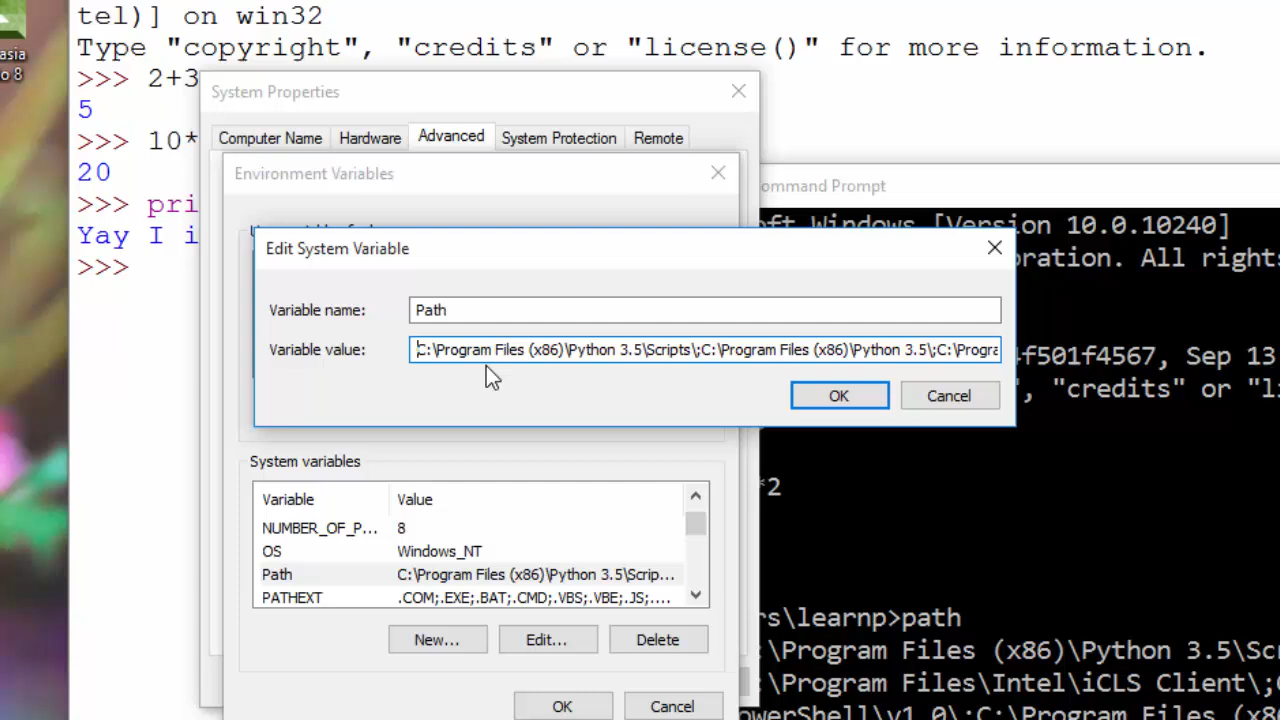 tel)] on win32
Type "copyright", "credits" or "license()" for more information.
>>> 2+3
5
>>> 10*
20
>>> pri
Yay I i
>>>
asia
o 8
System Properties
Computer Name Hardware Advanced System Protection Remote
Environment Variables
Edit System Variable
Variable name: Path
Variable value: C:\Program Files (x86)\Python 3.5\Scripts\;C:\Program Files (x86)\Python 3.5\;C:\Progra
OK Cancel
System variables
Variable Value
NUMBER_OF_P... 8
OS Windows_NT
Path C:\Program Files (x86)\Python 3.5\Scrip...
PATHEXT .COM;.EXE;.BAT;.CMD;.VBS;.VBE;.JS;....
New... Edit... Delete
OK Cancel
ommand Prompt
oft Windows [Version 10.0.10240]
oration. All rights
4f501f4567, Sep 13
", "credits" or "li
*2
rs\learnp>path
:\Program Files (x86)\Python 3.5\Sc
:\Program Files\Intel\iCLS Client\;C
owerShell\v1.0\;C:\Program Files (x8